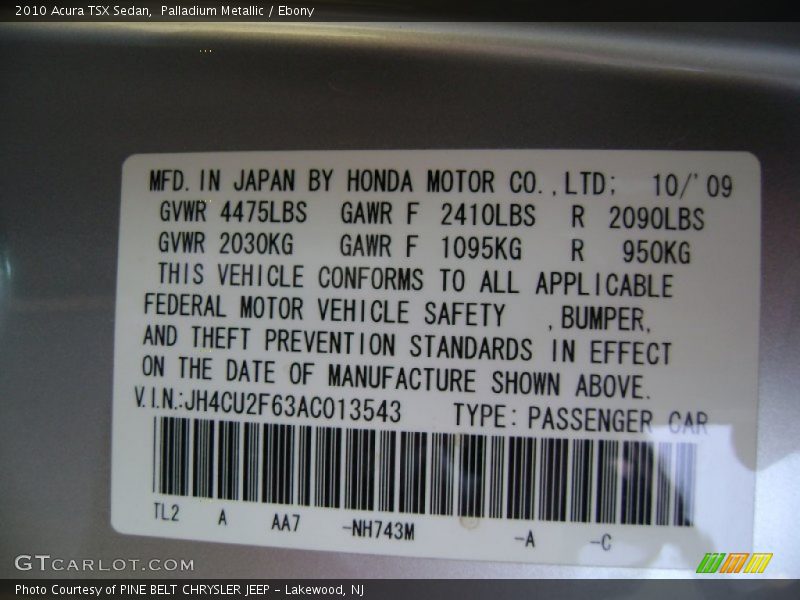 2010 Acura TSX Sedan,  Palladium Metallic / Ebony
MFD. IN JAPAN BY HONDA MOTOR CO.,LTD; 10/'09
GVWR 4475LBS GAWR F 2410LBS R 2090LBS
GVWR 2030KG GAWR F 1095KG R 950KG
THIS VEHICLE CONFORMS TO ALL APPLICABLE
FEDERAL MOTOR VEHICLE SAFETY ,BUMPER,
AND THEFT PREVENTION STANDARDS IN EFFECT
ON THE DATE OF MANUFACTURE SHOWN ABOVE.
V.I.N.:JH4CU2F63AC013543 TYPE: PASSENGER CAR
TL2 A AA7 -NH743M -A -C
GTCARLOT.COM
Photo Courtesy of PINE BELT CHRYSLER JEEP - Lakewood, NJ